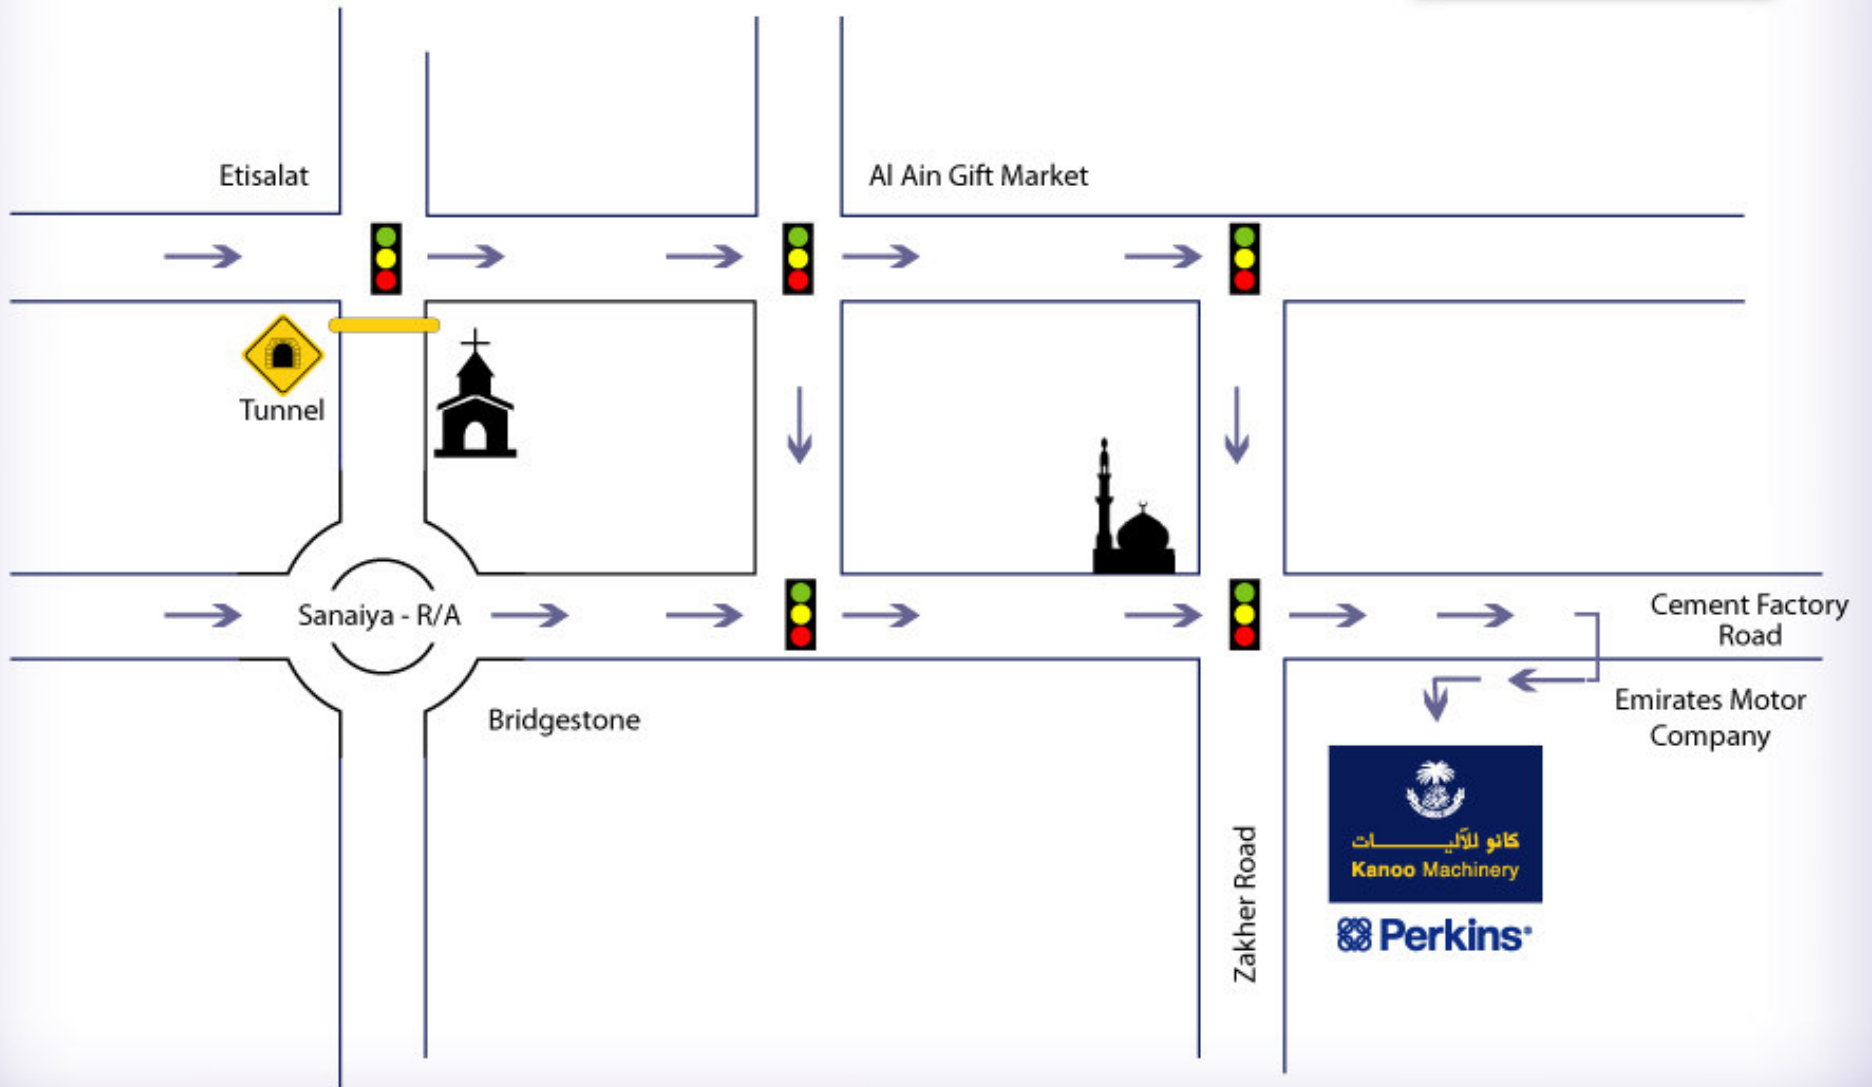 Etisalat
Al Ain Gift Market
Tunnel
Sanaiya - R/A
Cement Factory
Road
Bridgestone
Emirates Motor
Company
كانو للآليـــــــات
Kanoo Machinery
Perkins
Zakher Road